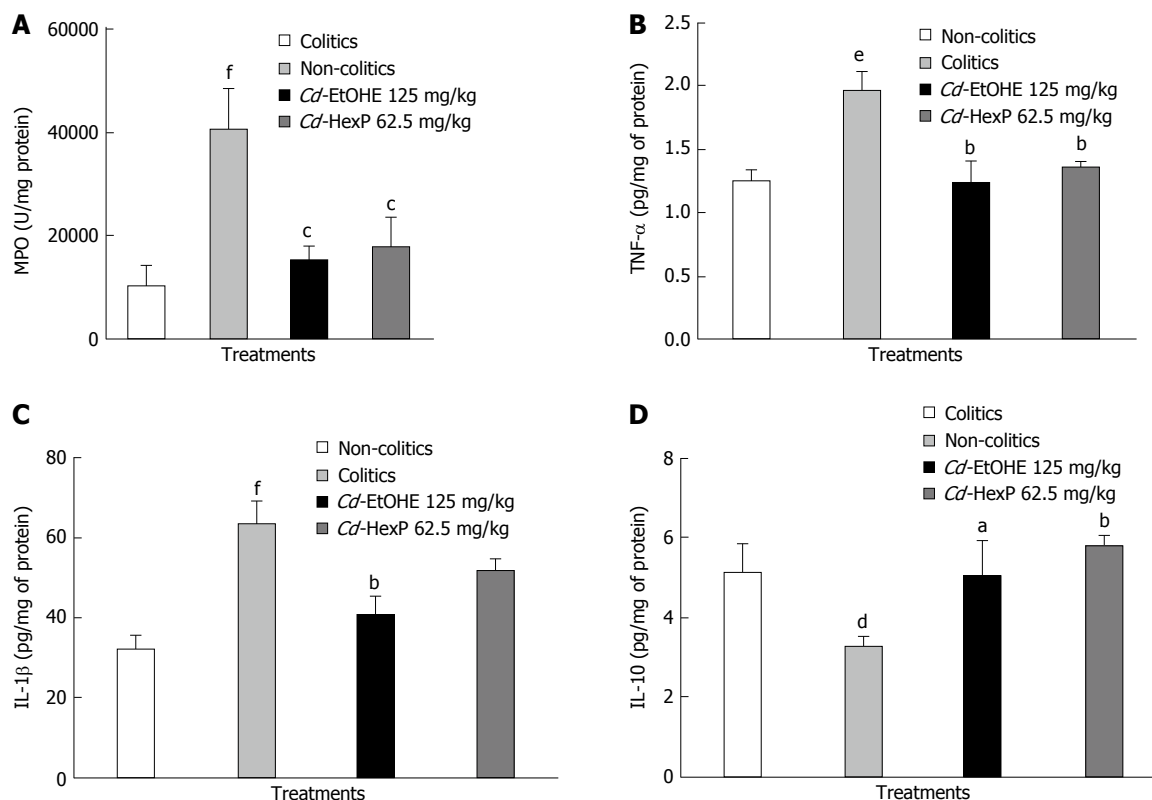 A
60000
40000
20000
0
MPO (U/mg protein)
Colitics
Non-colitics
Cd-EtOHE 125 mg/kg
Cd-HexP 62.5 mg/kg
f
c
c
Treatments
B
2.5
2.0
1.5
1.0
0.5
0.0
TNF-α (pg/mg of protein)
Non-colitics
Colitics
Cd-EtOHE 125 mg/kg
Cd-HexP 62.5 mg/kg
e
b
b
Treatments
C
80
60
40
20
0
IL-1β (pg/mg of protein)
Non-colitics
Colitics
Cd-EtOHE 125 mg/kg
Cd-HexP 62.5 mg/kg
f
b
Treatments
D
8
6
4
2
0
IL-10 (pg/mg of protein)
Colitics
Non-colitics
Cd-EtOHE 125 mg/kg
Cd-HexP 62.5 mg/kg
d
a
b
Treatments